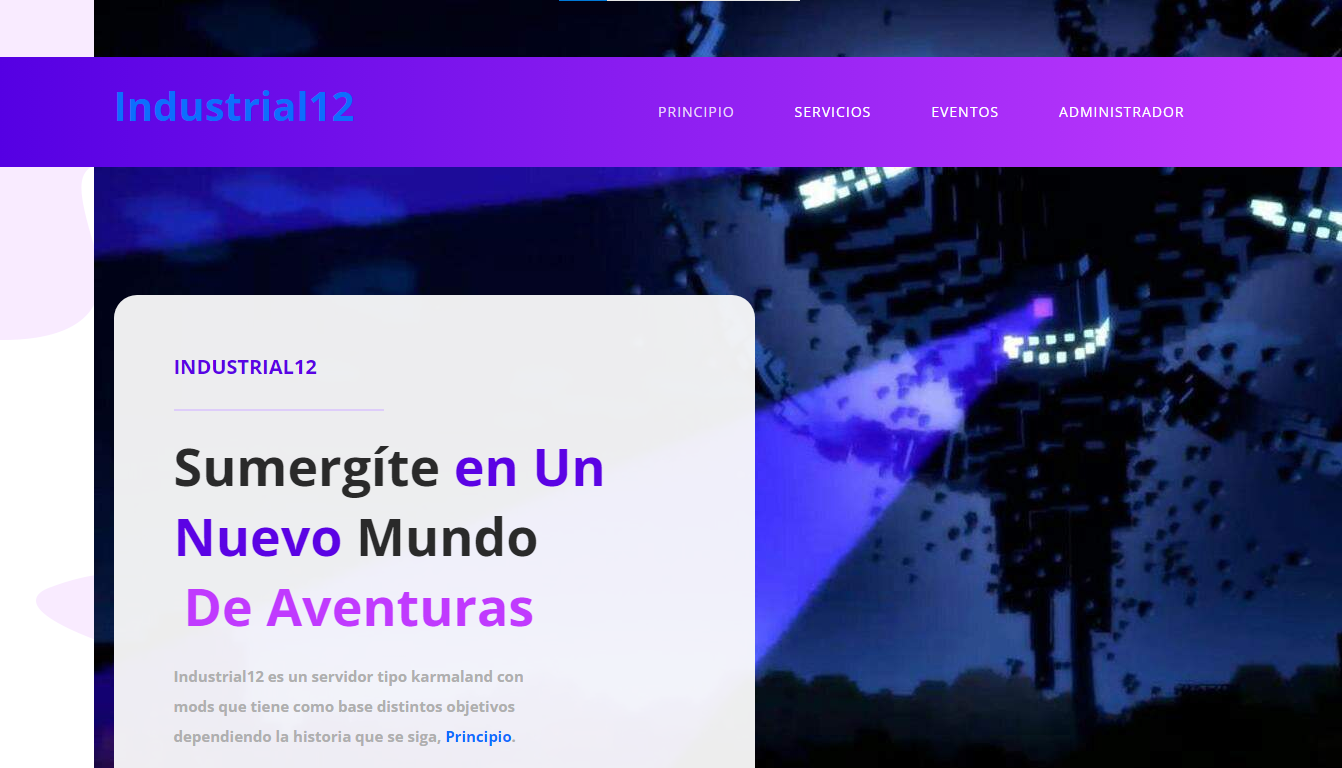 Industrial12
PRINCIPIO
SERVICIOS
EVENTOS
ADMINISTRADOR
INDUSTRIAL12
Sumergíte en Un
Nuevo Mundo
De Aventuras
Industrial12 es un servidor tipo karmaland con
mods que tiene como base distintos objetivos
dependiendo la historia que se siga, Principio.